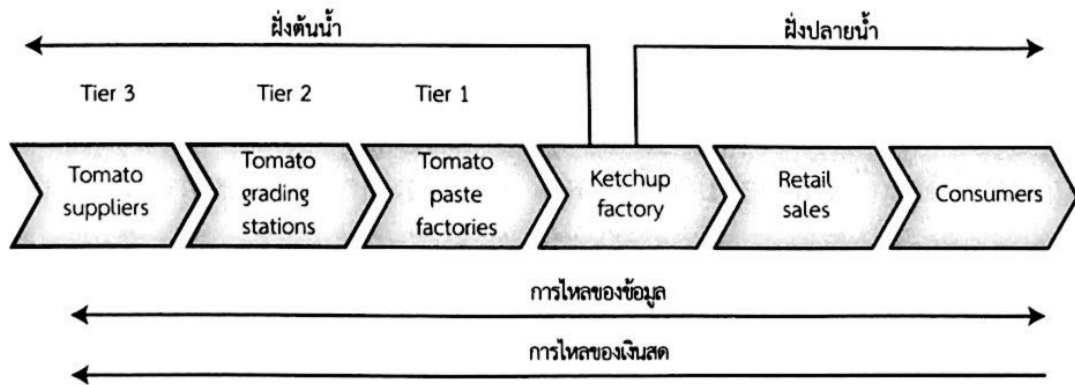 ฝั่งต้นน้ำ
ฝั่งปลายน้ำ
Tier 3
Tier 2
Tier 1
Tomato
suppliers
Tomato
grading
stations
Tomato
paste
factories
Ketchup
factory
Retail
sales
Consumers
การไหลของข้อมูล
การไหลของเงินสด